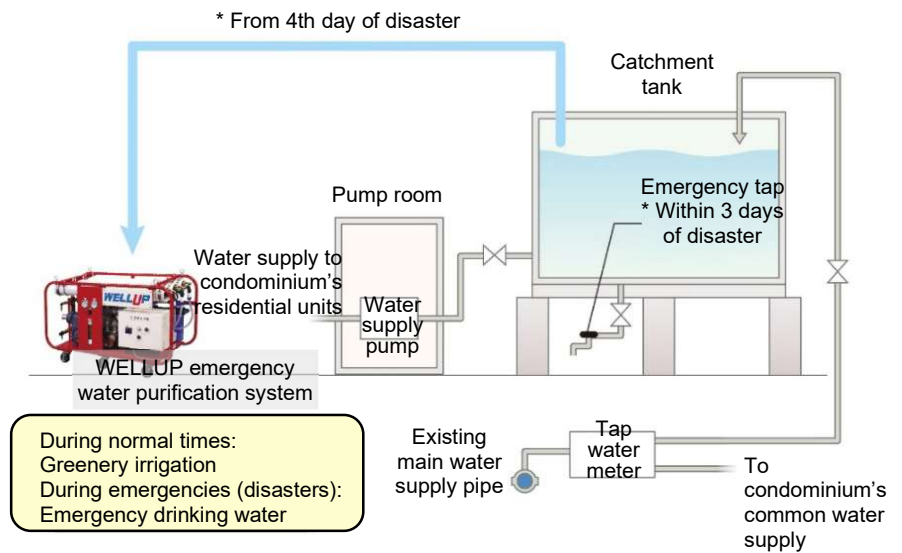 * From 4th day of disaster
Catchment
tank
Emergency tap
* Within 3 days
of disaster
Pump room
Water supply to
condominium's
residential units
Water
supply
pump
WELLUP
WELLUP emergency
water purification system
During normal times:
Greenery irrigation
During emergencies (disasters):
Emergency drinking water
Existing
main water
supply pipe
Tap
water
meter
To
condominium's
common water
supply